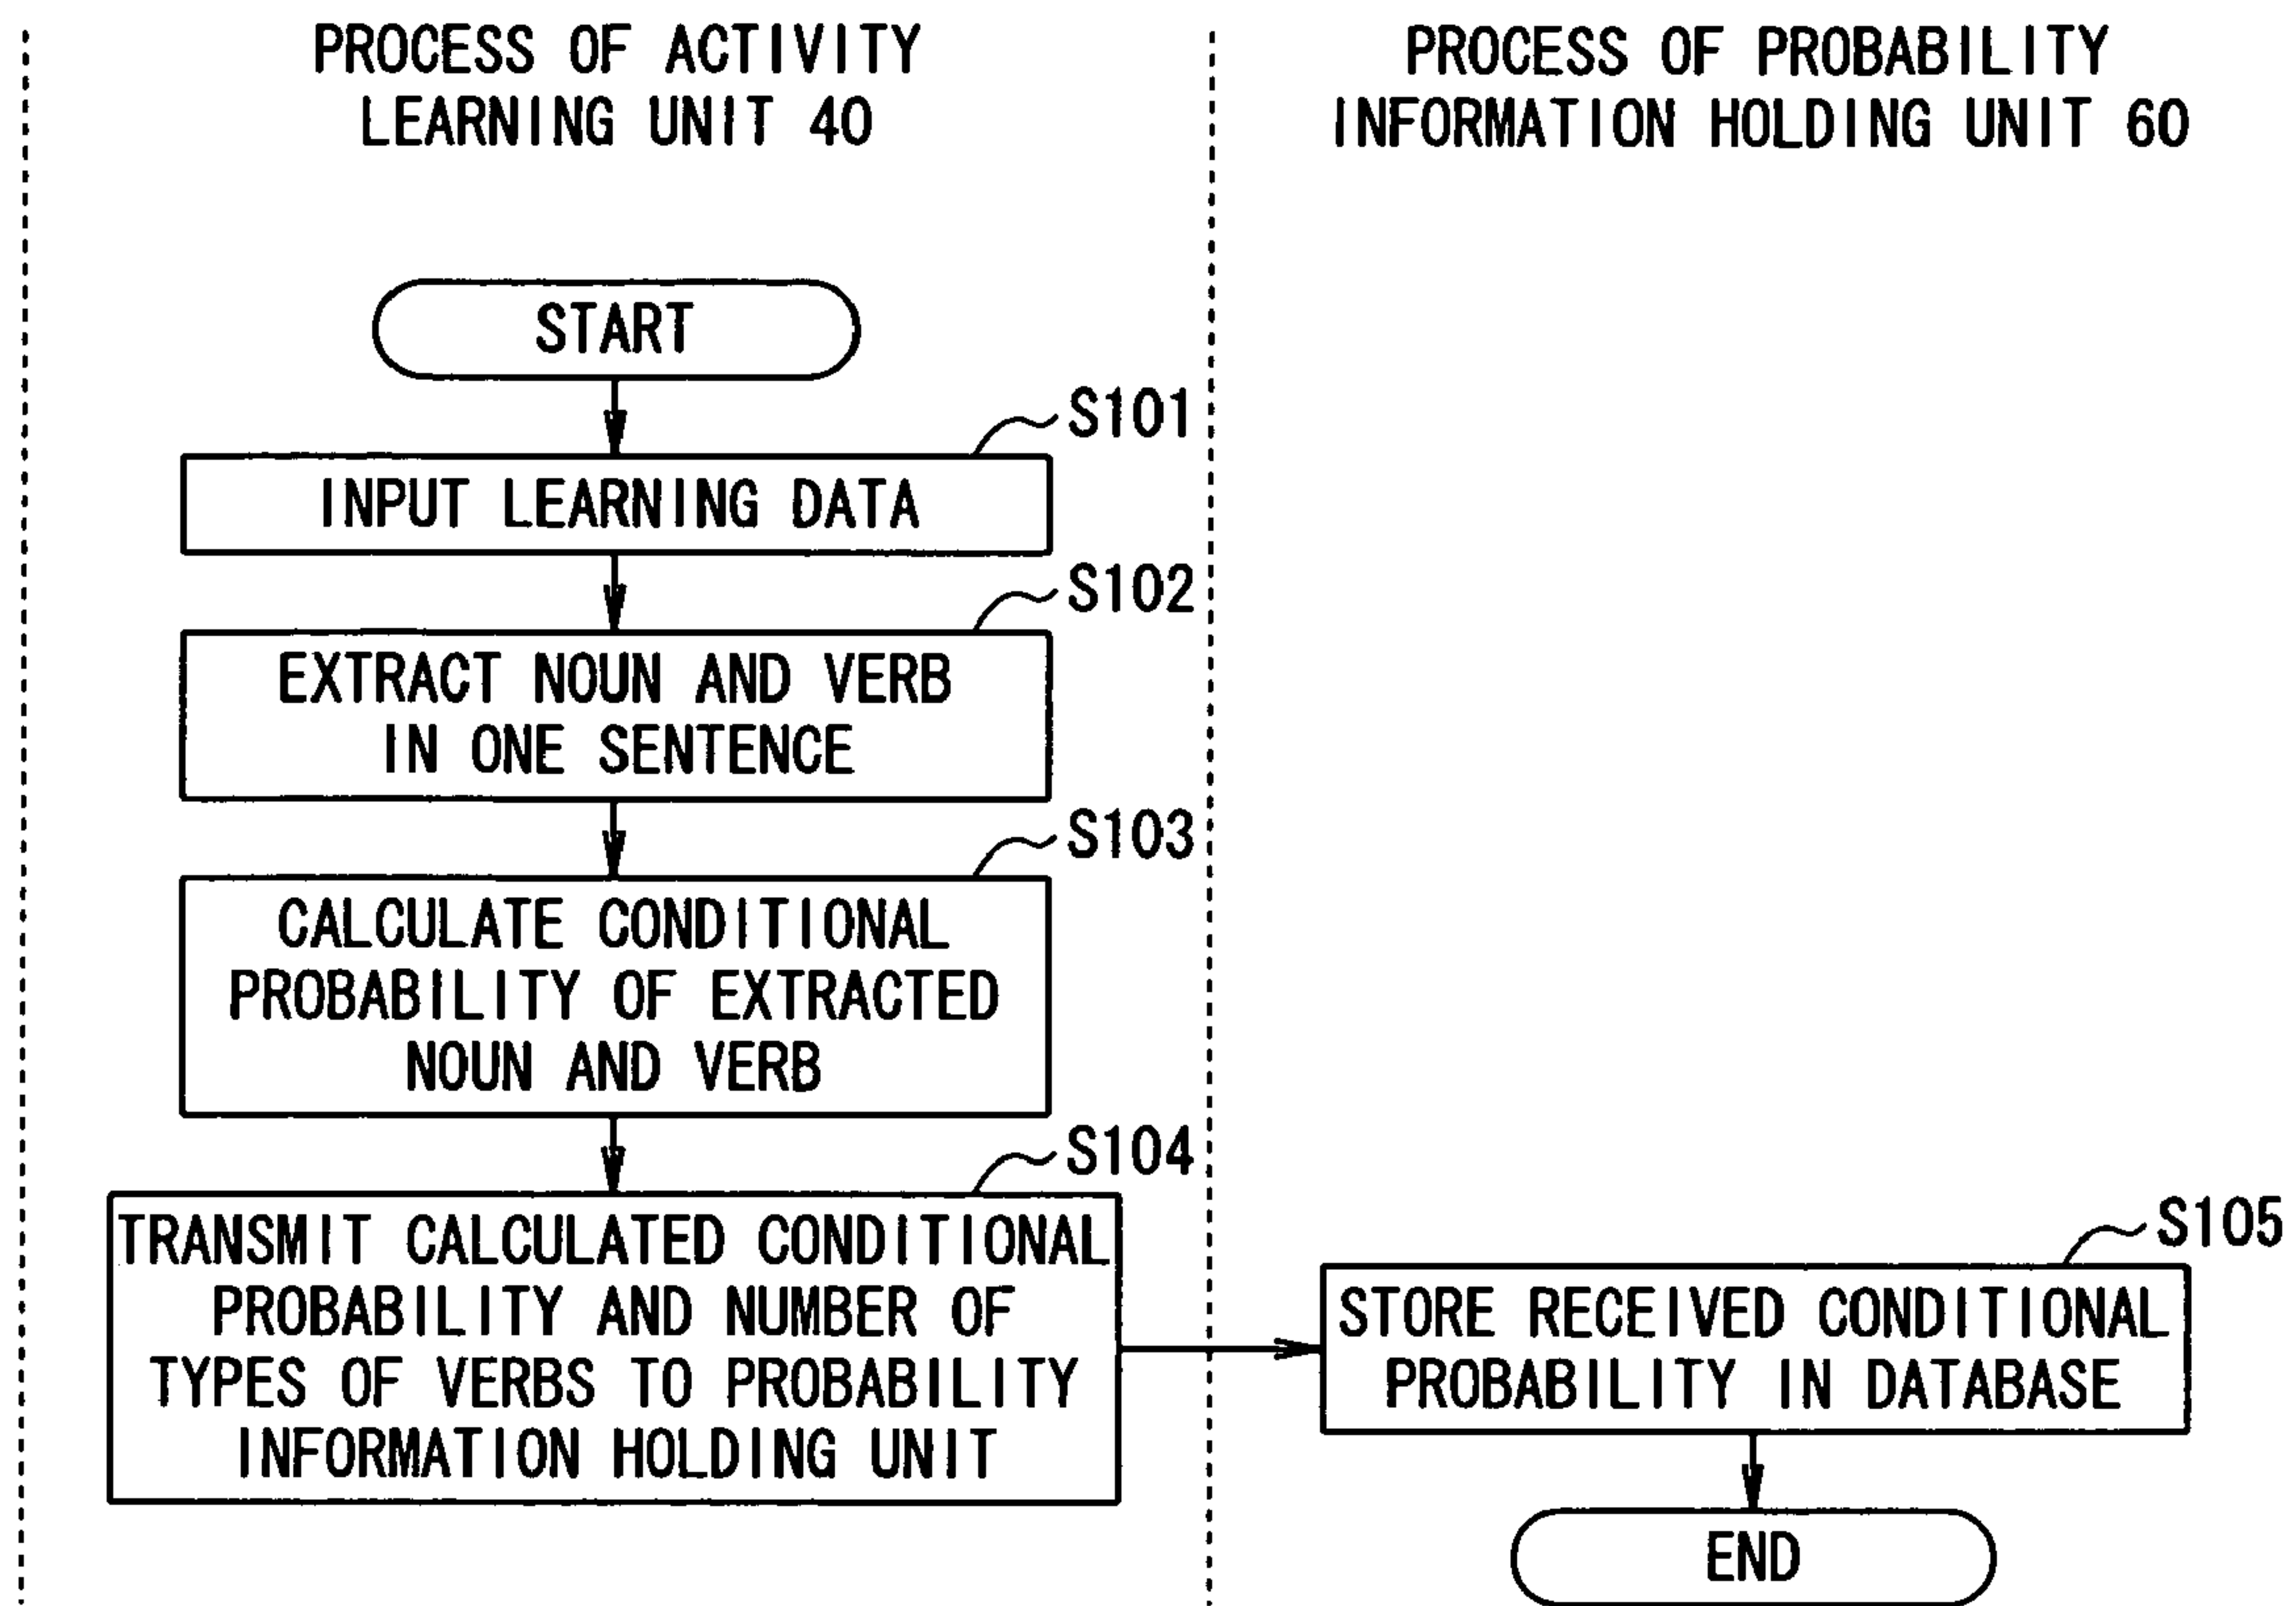 PROCESS OF ACTIVITY
LEARNING UNIT 40
PROCESS OF PROBABILITY
INFORMATION HOLDING UNIT 60
START
S101
INPUT LEARNING DATA
S102
EXTRACT NOUN AND VERB
IN ONE SENTENCE
S103
CALCULATE CONDITIONAL
PROBABILITY OF EXTRACTED
NOUN AND VERB
S104
TRANSMIT CALCULATED CONDITIONAL
PROBABILITY AND NUMBER OF
TYPES OF VERBS TO PROBABILITY
INFORMATION HOLDING UNIT
S105
STORE RECEIVED CONDITIONAL
PROBABILITY IN DATABASE
END